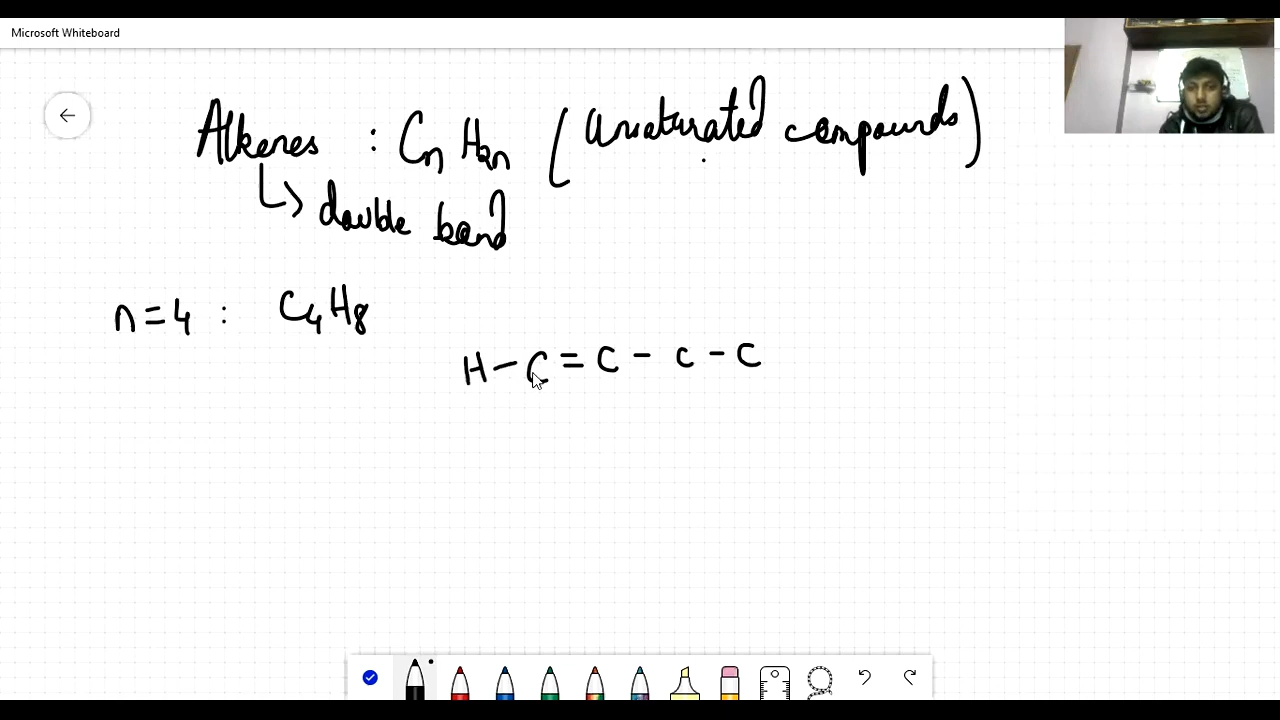 Microsoft Whiteboard
Alkenes : CnH2n (Unsaturated compounds)
↳ double bond
n=4 : C4H8
H-C=C-C-C